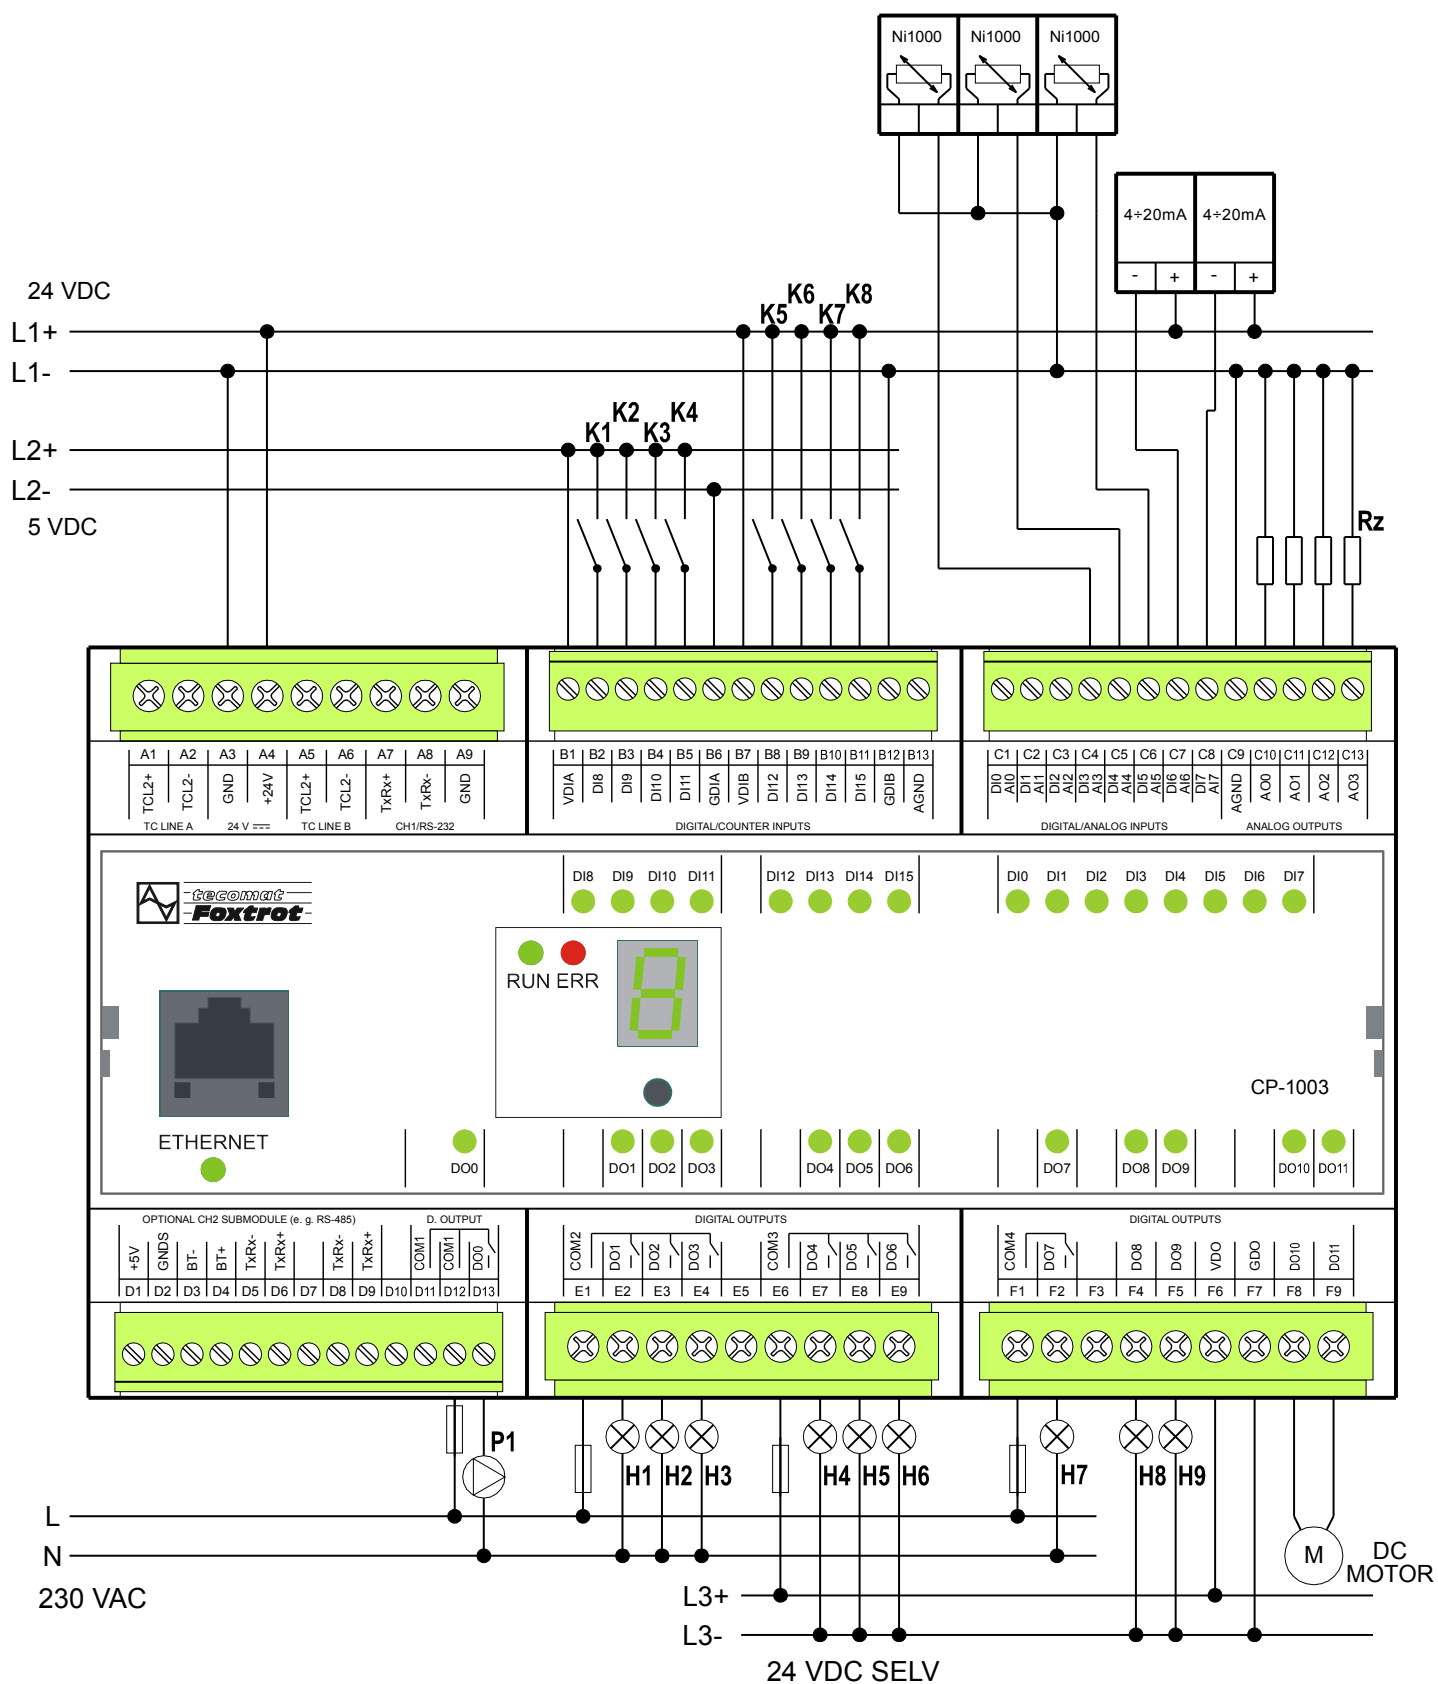 Ni1000 Ni1000 Ni1000
4÷20mA 4÷20mA
- + - +
24 VDC
K5 K6 K7 K8
L1+
L1-
K1 K2 K3 K4
L2+
L2-
5 VDC
Rz
A1 A2 A3 A4 A5 A6 A7 A8 A9
TCL2+ TCL2- GND +24V TCL2+ TCL2- TxRx+ TxRx- GND
TC LINE A 24 V TC LINE B CH1/RS-232
B1 B2 B3 B4 B5 B6 B7 B8 B9 B10 B11 B12 B13
VDIA DI8 DI9 DI10 DI11 GDIA VDIB DI12 DI13 DI14 DI15 GDIB AGND
DIGITAL/COUNTER INPUTS
C1 C2 C3 C4 C5 C6 C7 C8 C9 C10 C11 C12 C13
DI0 AI0 DI1 AI1 DI2 AI2 DI3 AI3 DI4 AI4 DI5 AI5 DI6 AI6 DI7 AI7 AGND AO0 AO1 AO2 AO3
DIGITAL/ANALOG INPUTS ANALOG OUTPUTS
DI8 DI9 DI10 DI11 DI12 DI13 DI14 DI15 DI0 DI1 DI2 DI3 DI4 DI5 DI6 DI7
tecomat
Foxtrot
RUN ERR
8
CP-1003
ETHERNET
DO0 DO1 DO2 DO3 DO4 DO5 DO6 DO7 DO8 DO9 DO10 DO11
OPTIONAL CH2 SUBMODULE (e. g. RS-485) D. OUTPUT
+5V GNDS BT- BT+ TxRx- TxRx+ TxRx- TxRx+ COM1 COM1 DO0
D1 D2 D3 D4 D5 D6 D7 D8 D9 D10 D11 D12 D13
DIGITAL OUTPUTS
COM2 DO1 DO2 DO3 COM3 DO4 DO5 DO6
E1 E2 E3 E4 E5 E6 E7 E8 E9
DIGITAL OUTPUTS
COM4 DO7 DO8 DO9 VDO GDO DO10 DO11
F1 F2 F3 F4 F5 F6 F7 F8 F9
P1 H1 H2 H3 H4 H5 H6 H7 H8 H9
L
N
230 VAC
M
DC
MOTOR
L3+
L3-
24 VDC SELV